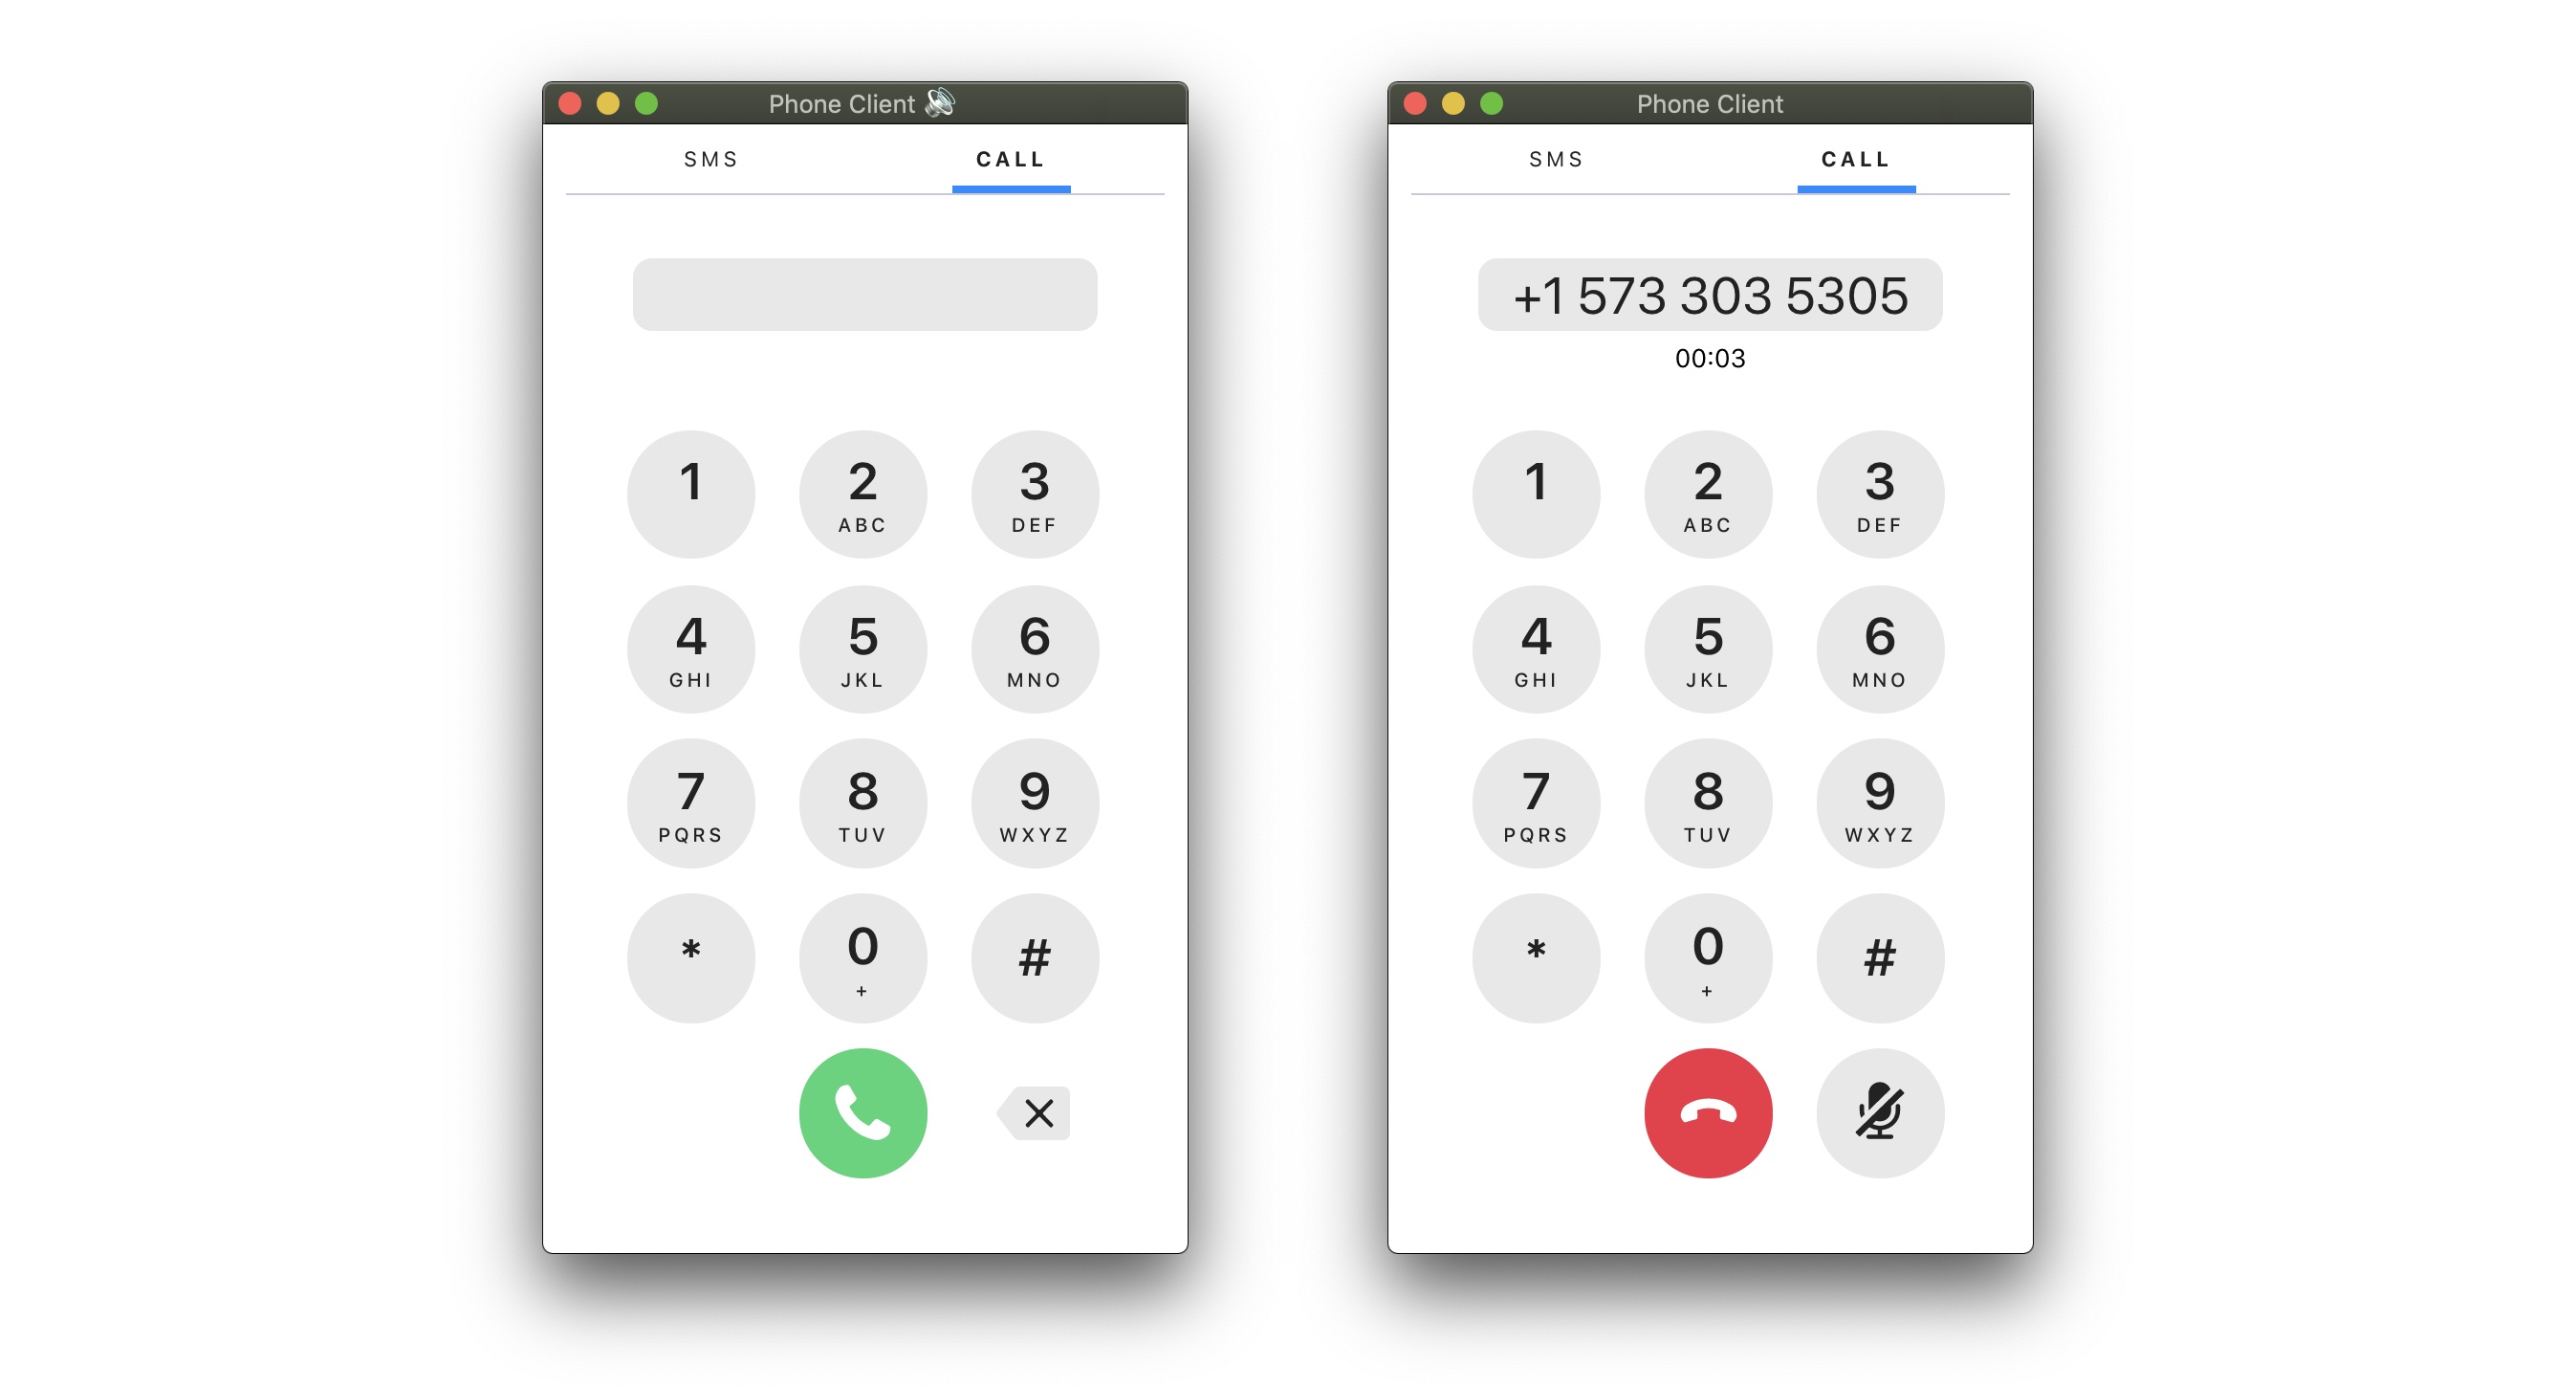 Phone Client 🔊
SMS CALL
1 2 3
ABC DEF
4 5 6
GHI JKL MNO
7 8 9
PQRS TUV WXYZ
* 0 #
+
Phone Client
SMS CALL
+1 573 303 5305
00:03
1 2 3
ABC DEF
4 5 6
GHI JKL MNO
7 8 9
PQRS TUV WXYZ
* 0 #
+